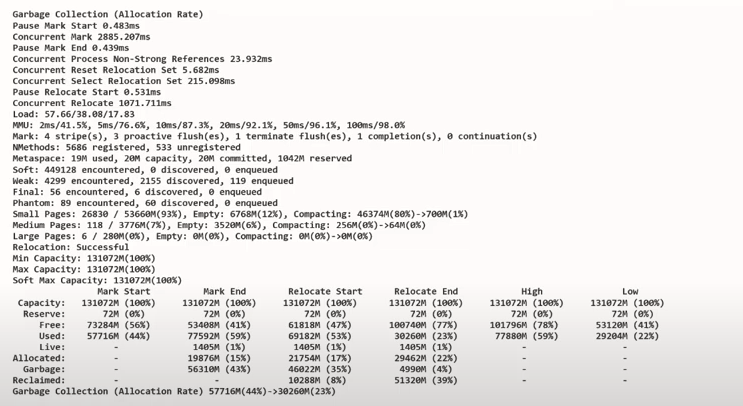 Garbage Collection (Allocation Rate)
Pause Mark Start 0.483ms
Concurrent Mark 2885.207ms
Pause Mark End 0.439ms
Concurrent Process Non-Strong References 23.932ms
Concurrent Reset Relocation Set 5.682ms
Concurrent Select Relocation Set 215.098ms
Pause Relocate Start 0.531ms
Concurrent Relocate 1071.711ms
Load: 57.66/38.08/17.83
MMU: 2ms/41.5%, 5ms/76.6%, 10ms/87.3%, 20ms/92.1%, 50ms/96.1%, 100ms/98.0%
Mark: 4 stripe(s), 3 proactive flush(es), 1 terminate flush(es), 1 completion(s), 0 continuation(s)
NMethods: 5686 registered, 533 unregistered
Metaspace: 19M used, 20M capacity, 20M committed, 1042M reserved
Soft: 449128 encountered, 0 discovered, 0 enqueued
Weak: 4299 encountered, 2155 discovered, 119 enqueued
Final: 56 encountered, 6 discovered, 0 enqueued
Phantom: 89 encountered, 60 discovered, 0 enqueued
Small Pages: 26830 / 53660M(93%), Empty: 6768M(12%), Compacting: 46374M(80%)->700M(1%)
Medium Pages: 118 / 3776M(7%), Empty: 3520M(6%), Compacting: 256M(0%)->64M(0%)
Large Pages: 6 / 280M(0%), Empty: 0M(0%), Compacting: 0M(0%)->0M(0%)
Relocation: Successful
Min Capacity: 131072M(100%)
Max Capacity: 131072M(100%)
Soft Max Capacity: 131072M(100%)
Mark Start Mark End Relocate Start Relocate End High Low
Capacity: 131072M (100%) 131072M (100%) 131072M (100%) 131072M (100%) 131072M (100%) 131072M (100%)
Reserve: 72M (0%) 72M (0%) 72M (0%) 72M (0%) 72M (0%) 72M (0%)
Free: 73284M (56%) 53408M (41%) 61818M (47%) 100740M (77%) 101796M (78%) 53120M (41%)
Used: 57716M (44%) 77592M (59%) 69182M (53%) 30260M (23%) 77880M (59%) 29204M (22%)
Live: - 1405M (1%) 1405M (1%) 1405M (1%) - -
Allocated: - 19876M (15%) 21754M (17%) 29462M (22%) - -
Garbage: - 56310M (43%) 46022M (35%) 4990M (4%) - -
Reclaimed: - - 10288M (8%) 51320M (39%) - -
Garbage Collection (Allocation Rate) 57716M(44%)->30260M(23%)